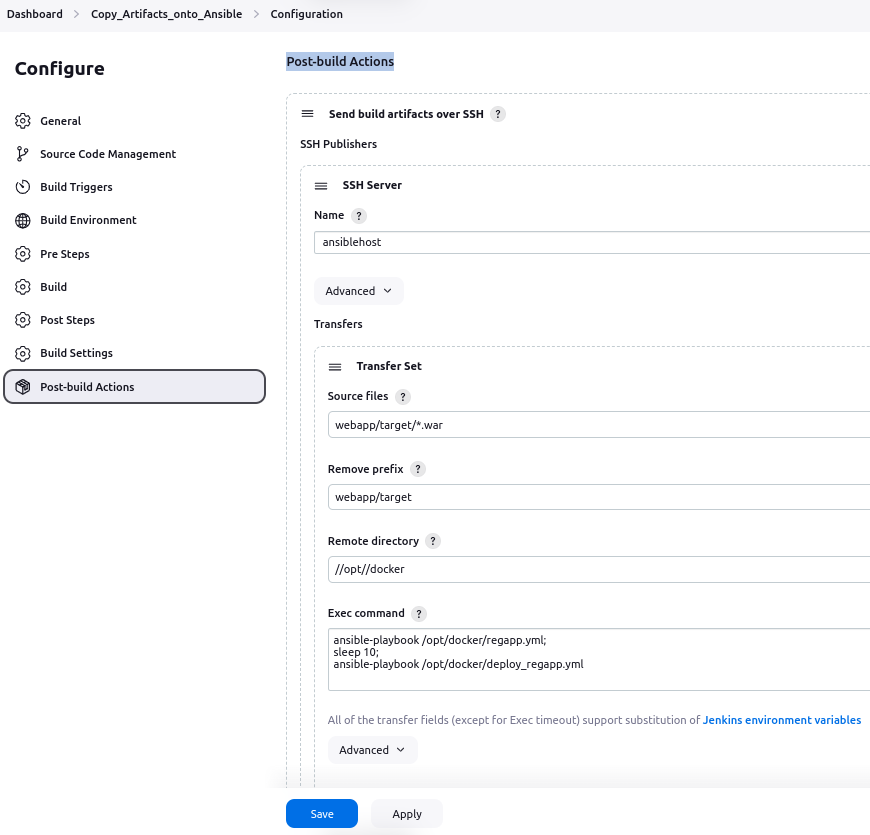 Dashboard > Copy_Artifacts_onto_Ansible > Configuration
Configure
General
Source Code Management
Build Triggers
Build Environment
Pre Steps
Build
Post Steps
Build Settings
Post-build Actions
Post-build Actions
Send build artifacts over SSH ?
SSH Publishers
SSH Server
Name ?
ansiblehost
Advanced
Transfers
Transfer Set
Source files ?
webapp/target/*.war
Remove prefix ?
webapp/target
Remote directory ?
//opt//docker
Exec command ?
ansible-playbook /opt/docker/regapp.yml;
sleep 10;
ansible-playbook /opt/docker/deploy_regapp.yml
All of the transfer fields (except for Exec timeout) support substitution of Jenkins environment variables
Advanced
Save Apply